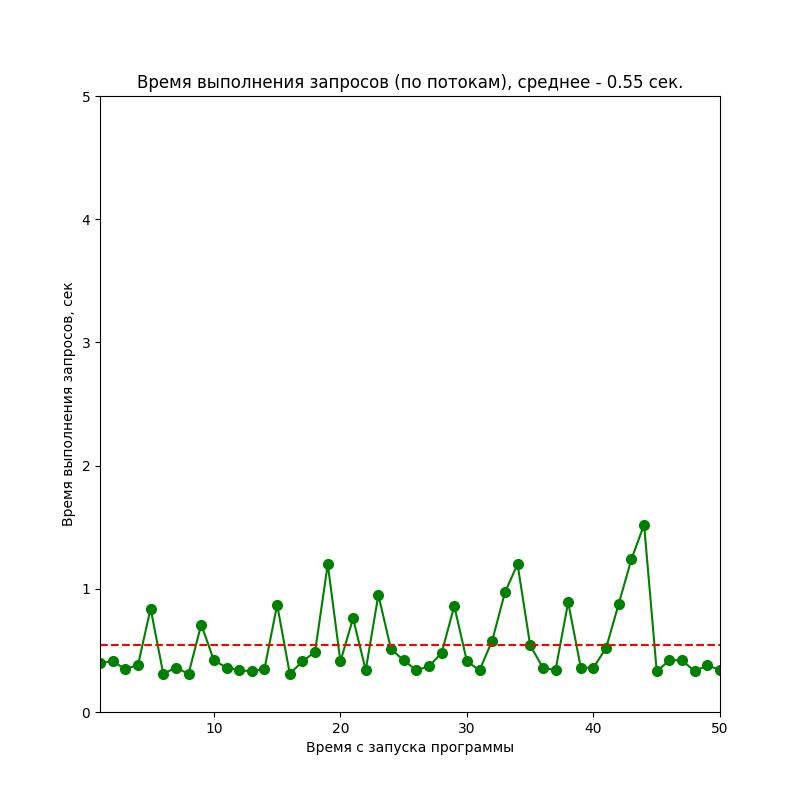 Время выполнения запросов (по потокам), среднее - 0.55 сек.
5
4
3
2
1
0
Время выполнения запросов, сек
10 20 30 40 50
Время с запуска программы